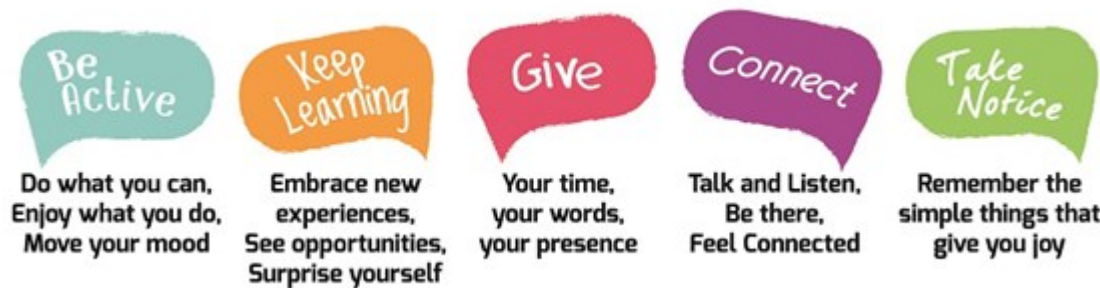 Be
Active
Do what you can,
Enjoy what you do,
Move your mood
Keep
Learning
Embrace new
experiences,
See opportunities,
Surprise yourself
Give
Your time,
your words,
your presence
Connect
Talk and Listen,
Be there,
Feel Connected
Take
Notice
Remember the
simple things that
give you joy